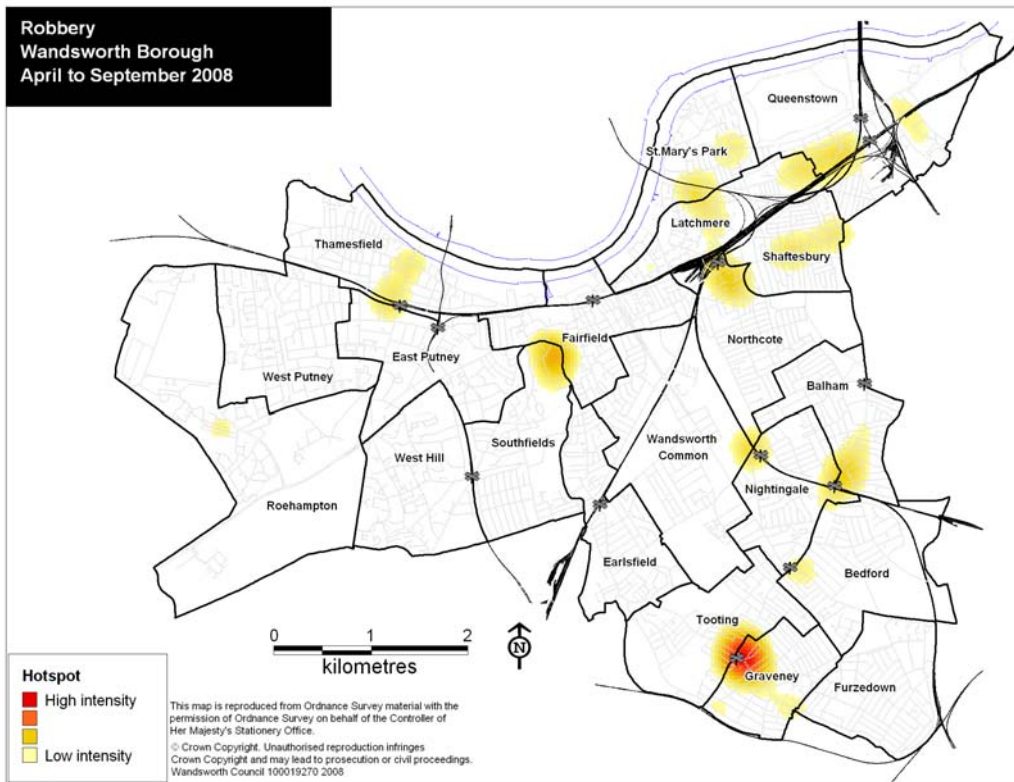 Robbery
Wandsworth Borough
April to September 2008
Queenstown
St.Mary's Park
Latchmere
Thamesfield
Shaftesbury
Fairfield
Northcote
East Putney
West Putney
Balham
Southfields
Wandsworth
Common
West Hill
Nightingale
Roehampton
Earlsfield
Bedford
Tooting
Graveney
Furzedown
0 1 2
kilometres
N
Hotspot
High intensity
Low intensity
This map is reproduced from Ordnance Survey material with the
permission of Ordnance Survey on behalf of the Controller of
Her Majesty's Stationery Office.
© Crown Copyright. Unauthorised reproduction infringes
Crown Copyright and may lead to prosecution or civil proceedings.
Wandsworth Council 100019270 2008